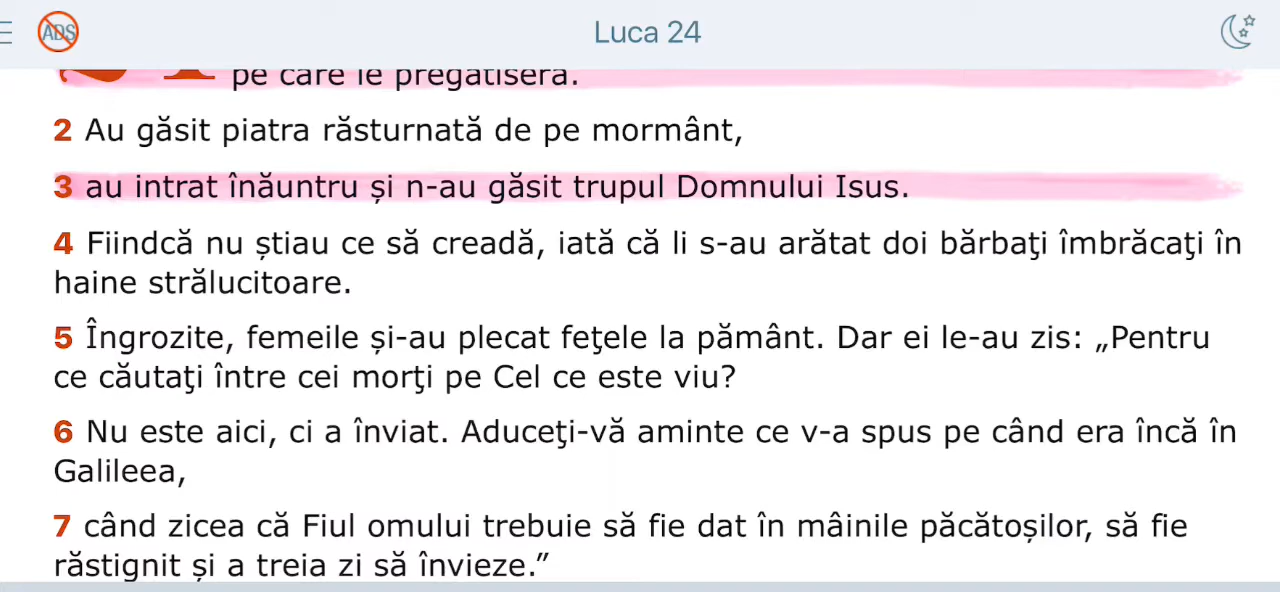 ADS
Luca 24
pe care le pregătiseră.
2 Au găsit piatra răsturnată de pe mormânt,
3 au intrat înăuntru și n-au găsit trupul Domnului Isus.
4 Fiindcă nu știau ce să creadă, iată că li s-au arătat doi bărbaţi îmbrăcaţi în
haine strălucitoare.
5 Îngrozite, femeile și-au plecat feţele la pământ. Dar ei le-au zis: „Pentru
ce căutaţi între cei morţi pe Cel ce este viu?
6 Nu este aici, ci a înviat. Aduceţi-vă aminte ce v-a spus pe când era încă în
Galileea,
7 când zicea că Fiul omului trebuie să fie dat în mâinile păcătoșilor, să fie
răstignit și a treia zi să învieze.”